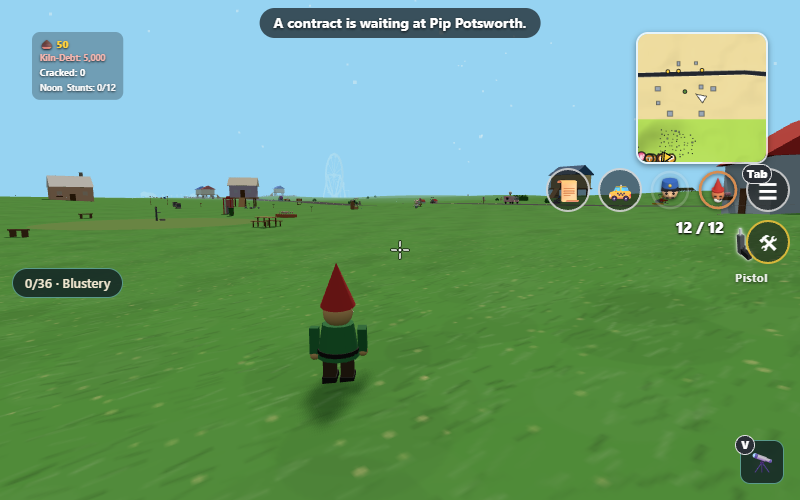 A contract is waiting at Pip Potsworth.
50
Kiln-Debt: 5,000
Cracked: 0
Noon Stunts: 0/12
Tab
12 / 12
Pistol
0/36 · Blustery
V